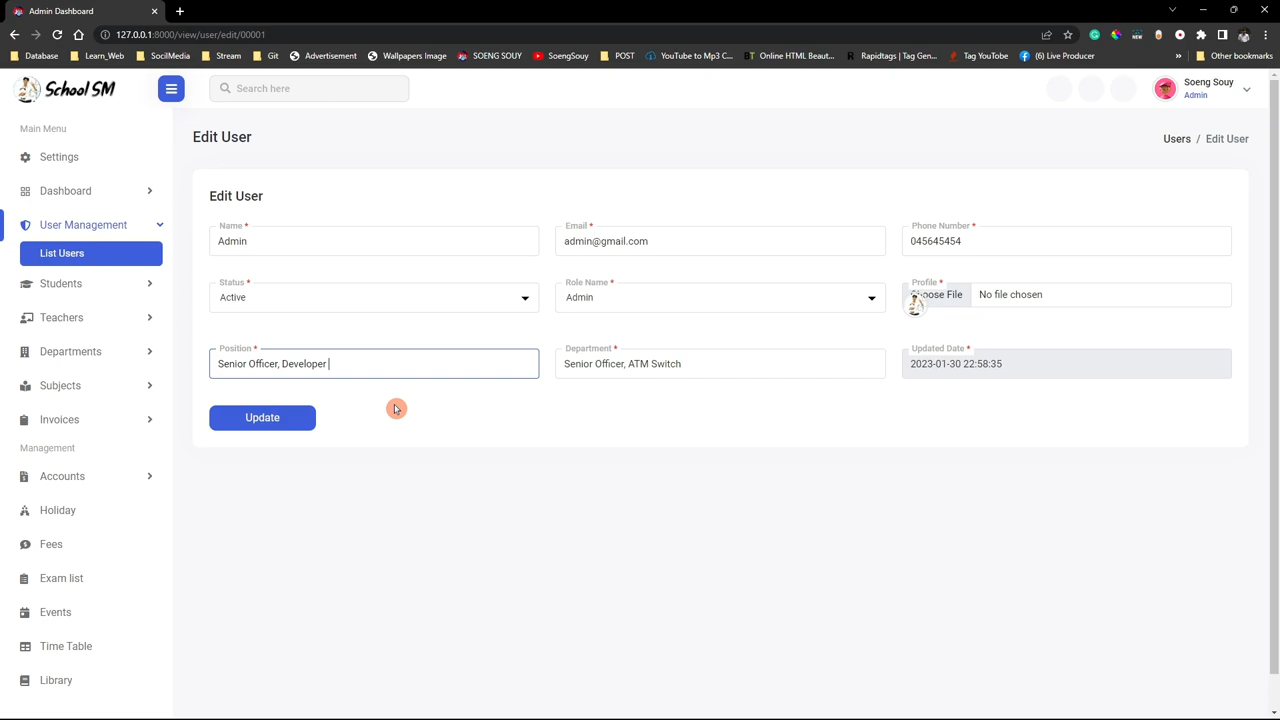 Admin Dashboard
127.0.0.1:8000/view/user/edit/00001
Database
Learn_Web
SocilMedia
Stream
Git
Advertisement
Wallpapers Image
SOENG SOUY
SoengSouy
POST
YouTube to Mp3 C...
Online HTML Beaut...
Rapidtags | Tag Gen...
Tag YouTube
(6) Live Producer
Other bookmarks
School SM
Search here
Soeng Souy
Admin
Main Menu
Settings
Dashboard
User Management
List Users
Students
Teachers
Departments
Subjects
Invoices
Management
Accounts
Holiday
Fees
Exam list
Events
Time Table
Library
Edit User
Users / Edit User
Edit User
Name *
Admin
Email *
admin@gmail.com
Phone Number *
045645454
Status *
Active
Role Name *
Admin
Profile *
Choose File No file chosen
Position *
Senior Officer, Developer
Department *
Senior Officer, ATM Switch
Updated Date *
2023-01-30 22:58:35
Update